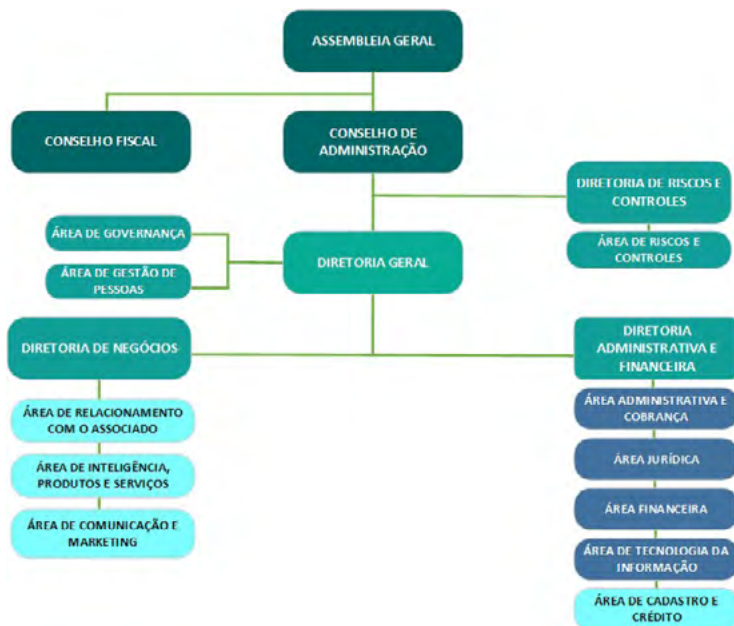 ASSEMBLEIA GERAL
CONSELHO FISCAL
CONSELHO DE
ADMINISTRAÇÃO
DIRETORIA DE RISCOS E
CONTROLES
ÁREA DE RISCOS E
CONTROLES
ÁREA DE GOVERNANÇA
ÁREA DE GESTÃO DE
PESSOAS
DIRETORIA GERAL
DIRETORIA DE NEGÓCIOS
ÁREA DE RELACIONAMENTO
COM O ASSOCIADO
ÁREA DE INTELIGÊNCIA,
PRODUTOS E SERVIÇOS
ÁREA DE COMUNICAÇÃO E
MARKETING
DIRETORIA
ADMINISTRATIVA E
FINANCEIRA
ÁREA ADMINISTRATIVA E
COBRANÇA
ÁREA JURÍDICA
ÁREA FINANCEIRA
ÁREA DE TECNOLOGIA DA
INFORMAÇÃO
ÁREA DE CADASTRO E
CRÉDITO